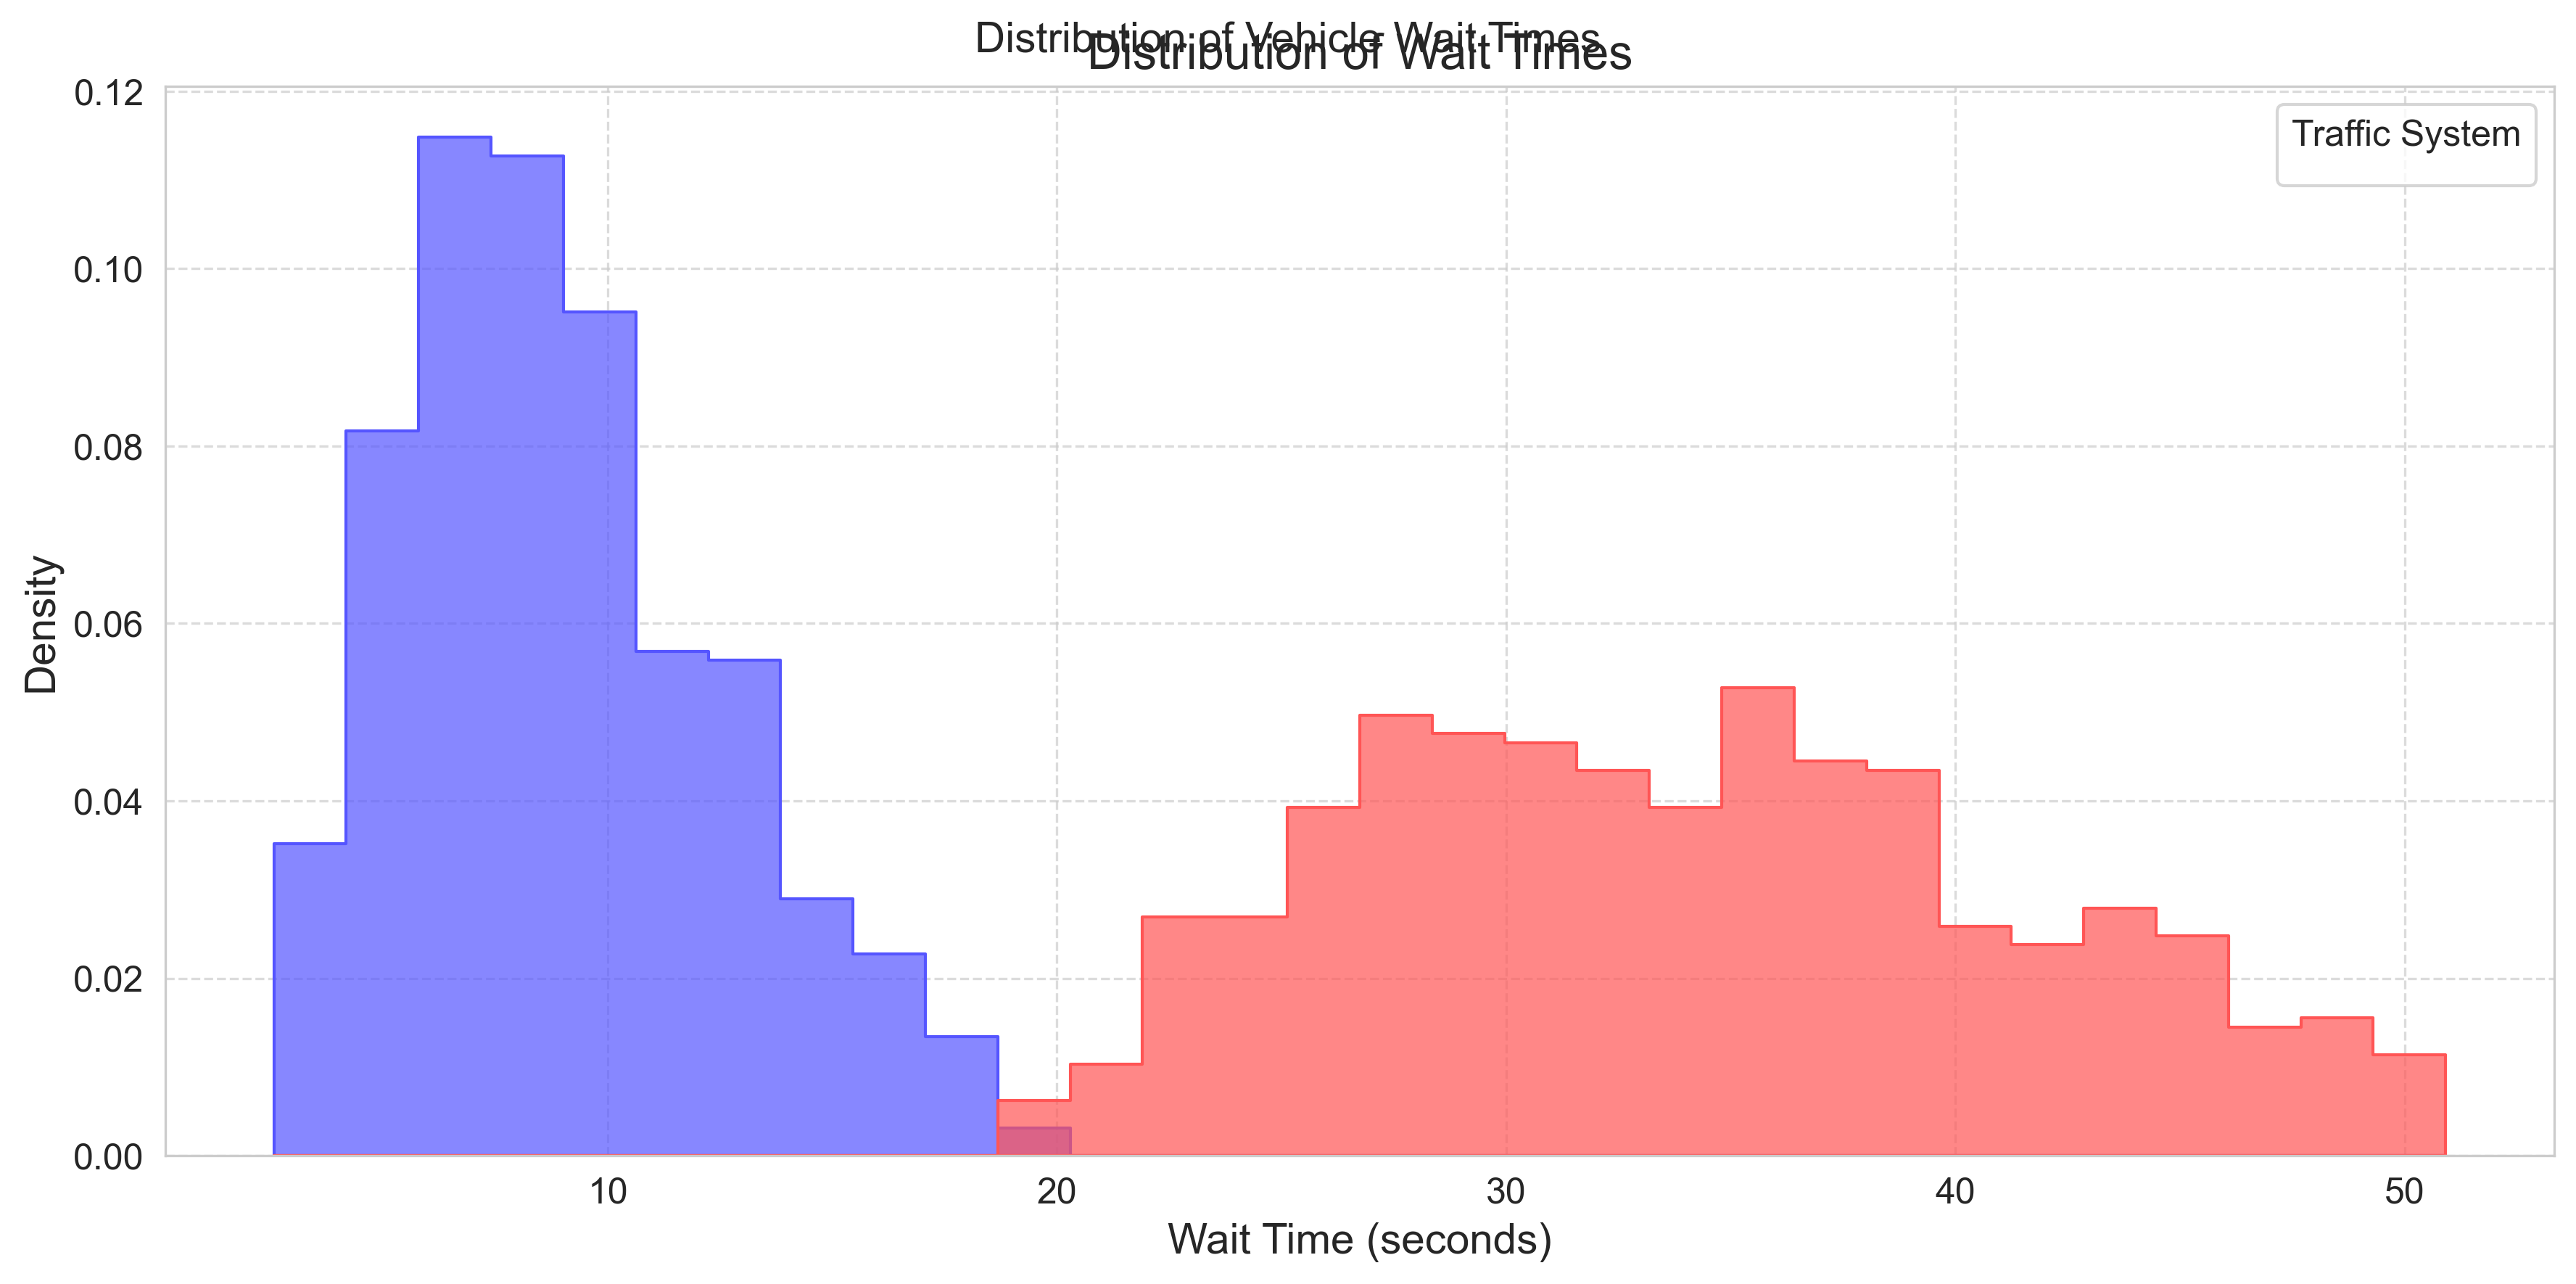 Distribution of Vehicle Wait Times
Distribution of Wait Times
Traffic System
Density
0.12
0.10
0.08
0.06
0.04
0.02
0.00
10
20
30
40
50
Wait Time (seconds)